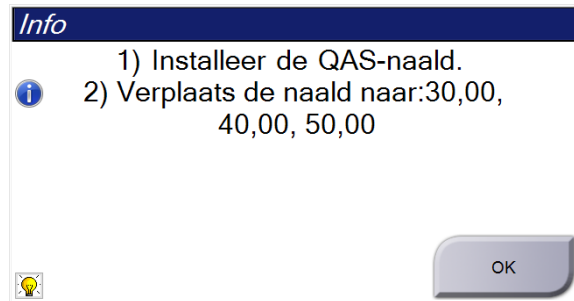 Info
1) Installeer de QAS-naald.
2) Verplaats de naald naar:30,00,
40,00, 50,00
OK